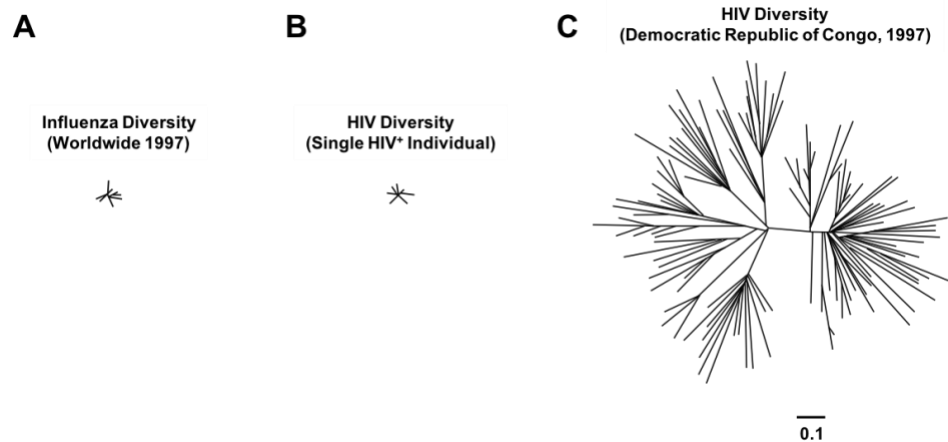 A
Influenza Diversity
(Worldwide 1997)
B
HIV Diversity
(Single HIV⁺ Individual)
C
HIV Diversity
(Democratic Republic of Congo, 1997)
0.1